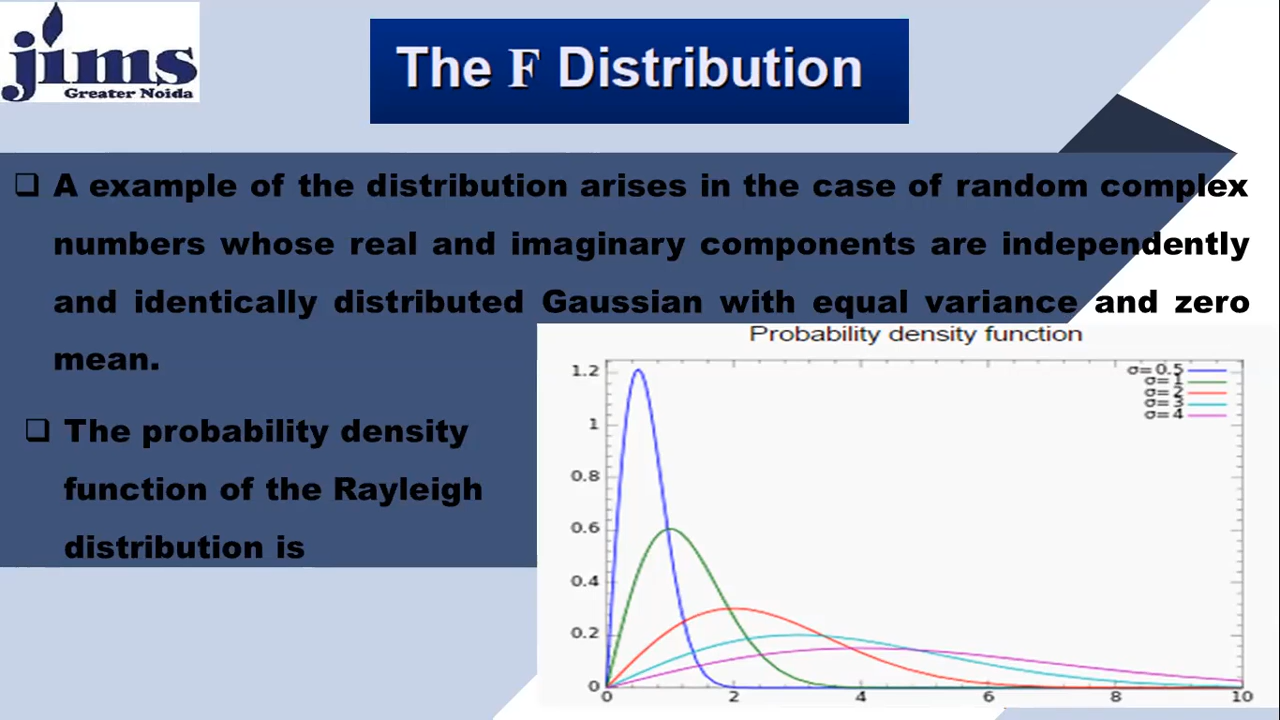 jims
Greater Noida
The F Distribution
❑ A example of the distribution arises in the case of random complex
numbers whose real and imaginary components are independently
and identically distributed Gaussian with equal variance and zero
mean.
❑ The probability density
function of the Rayleigh
distribution is
Probability density function
σ=0.5
σ=1
σ=2
σ=3
σ=4
1.2
1
0.8
0.6
0.4
0.2
0
0 2 4 6 8 10